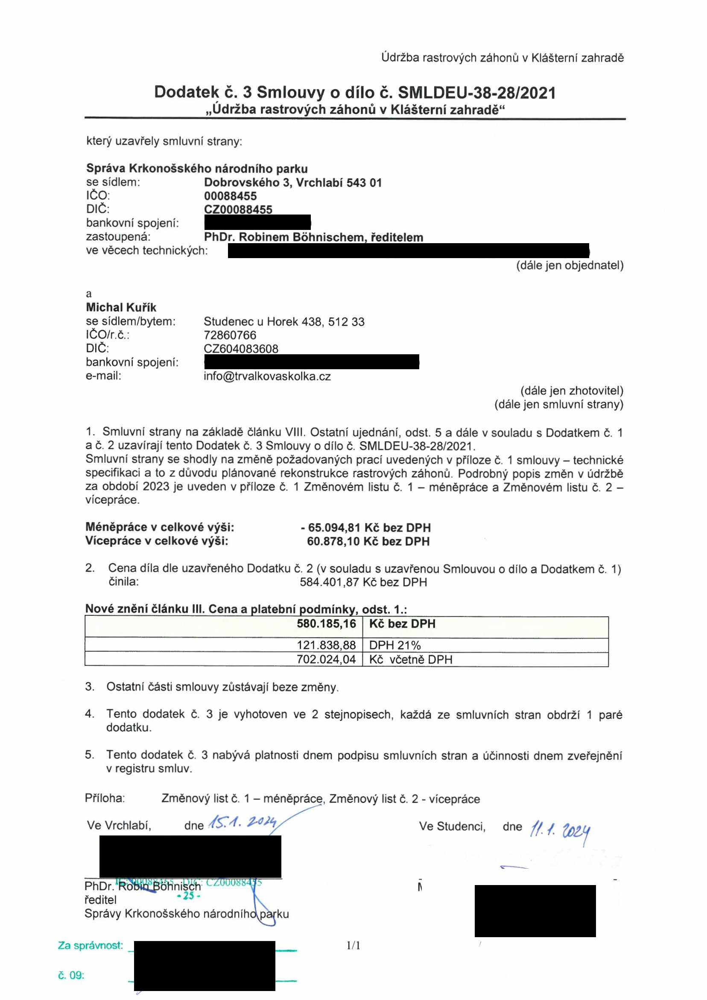 Údržba rastrových záhonů v Klášterní zahradě
Dodatek č. 3 Smlouvy o dílo č. SMLDEU-38-28/2021
„Údržba rastrových záhonů v Klášterní zahradě“
který uzavřely smluvní strany:
Správa Krkonošského národního parku
se sídlem: Dobrovského 3, Vrchlabí 543 01
IČO: 00088455
DIČ: CZ00088455
bankovní spojení:
zastoupená: PhDr. Robinem Böhnischem, ředitelem
ve věcech technických:
(dále jen objednatel)
a
Michal Kuřík
se sídlem/bytem: Studenec u Horek 438, 512 33
IČO/r.č.: 72860766
DIČ: CZ604083608
bankovní spojení:
e-mail: info@trvalkovaskolka.cz
(dále jen zhotovitel)
(dále jen smluvní strany)
1. Smluvní strany na základě článku VIII. Ostatní ujednání, odst. 5 a dále v souladu s Dodatkem č. 1
a č. 2 uzavírají tento Dodatek č. 3 Smlouvy o dílo č. SMLDEU-38-28/2021.
Smluvní strany se shodly na změně požadovaných prací uvedených v příloze č. 1 smlouvy – technické
specifikaci a to z důvodu plánované rekonstrukce rastrových záhonů. Podrobný popis změn v údržbě
za období 2023 je uveden v příloze č. 1 Změnovém listu č. 1 – méněpráce a Změnovém listu č. 2 –
vícepráce.
Méněpráce v celkové výši: - 65.094,81 Kč bez DPH
Vícepráce v celkové výši: 60.878,10 Kč bez DPH
2. Cena díla dle uzavřeného Dodatku č. 2 (v souladu s uzavřenou Smlouvou o dílo a Dodatkem č. 1)
činila: 584.401,87 Kč bez DPH
Nové znění článku III. Cena a platební podmínky, odst. 1.:
580.185,16 Kč bez DPH
121.838,88 DPH 21%
702.024,04 Kč včetně DPH
3. Ostatní části smlouvy zůstávají beze změny.
4. Tento dodatek č. 3 je vyhotoven ve 2 stejnopisech, každá ze smluvních stran obdrží 1 paré
dodatku.
5. Tento dodatek č. 3 nabývá platnosti dnem podpisu smluvních stran a účinnosti dnem zveřejnění
v registru smluv.
Příloha: Změnový list č. 1 – méněpráce, Změnový list č. 2 - vícepráce
Ve Vrchlabí, dne 15.1. 2024 Ve Studenci, dne 11.1. 2024
IČ: 00088455 DIČ: CZ00088455
PhDr. Robin Böhnisch
- 25 -
ředitel
Správy Krkonošského národního parku
Za správnost:
1/1
č. 09: